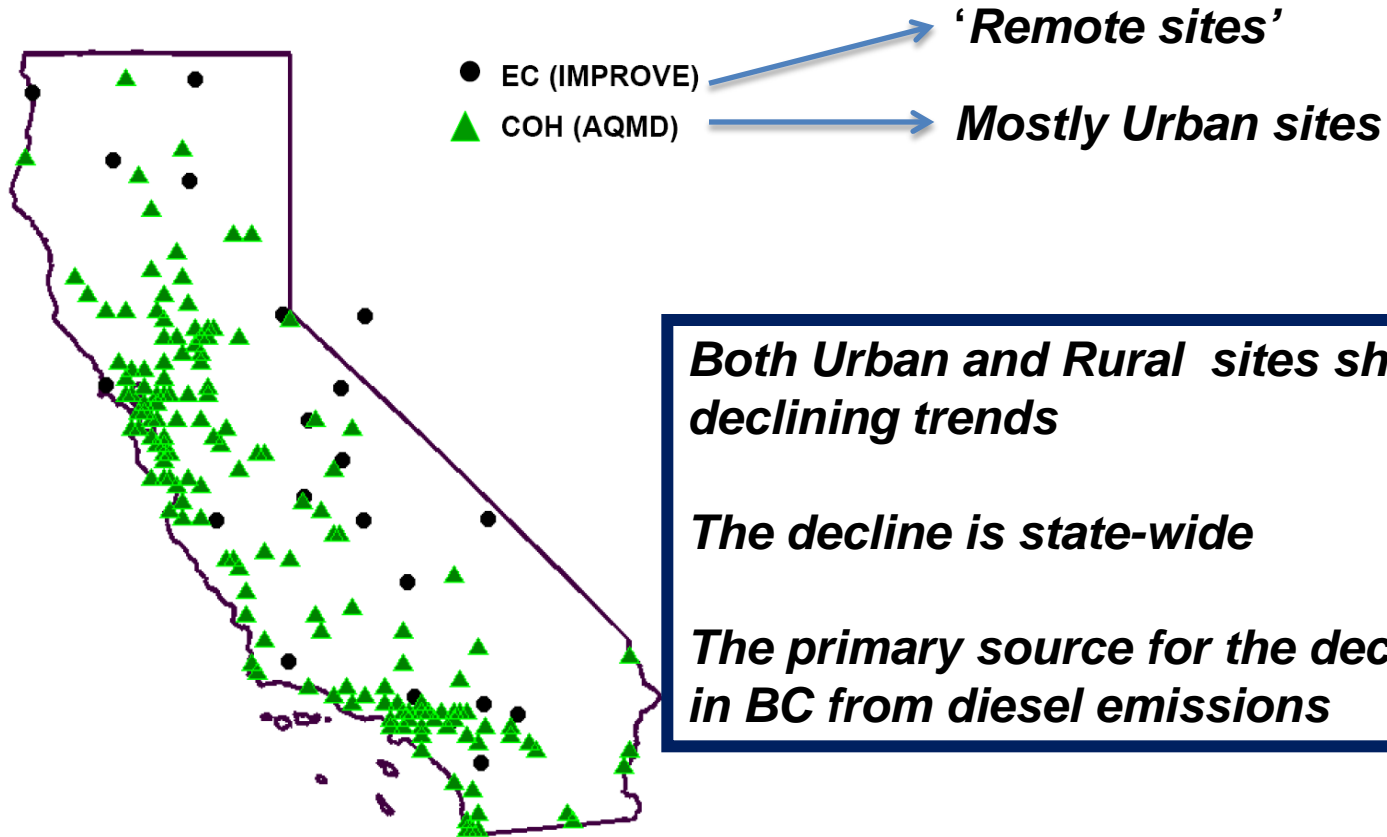 ‘Remote sites’
EC (IMPROVE)
COH (AQMD)
Mostly Urban sites
Both Urban and Rural sites sh
declining trends
The decline is state-wide
The primary source for the dec
in BC from diesel emissions